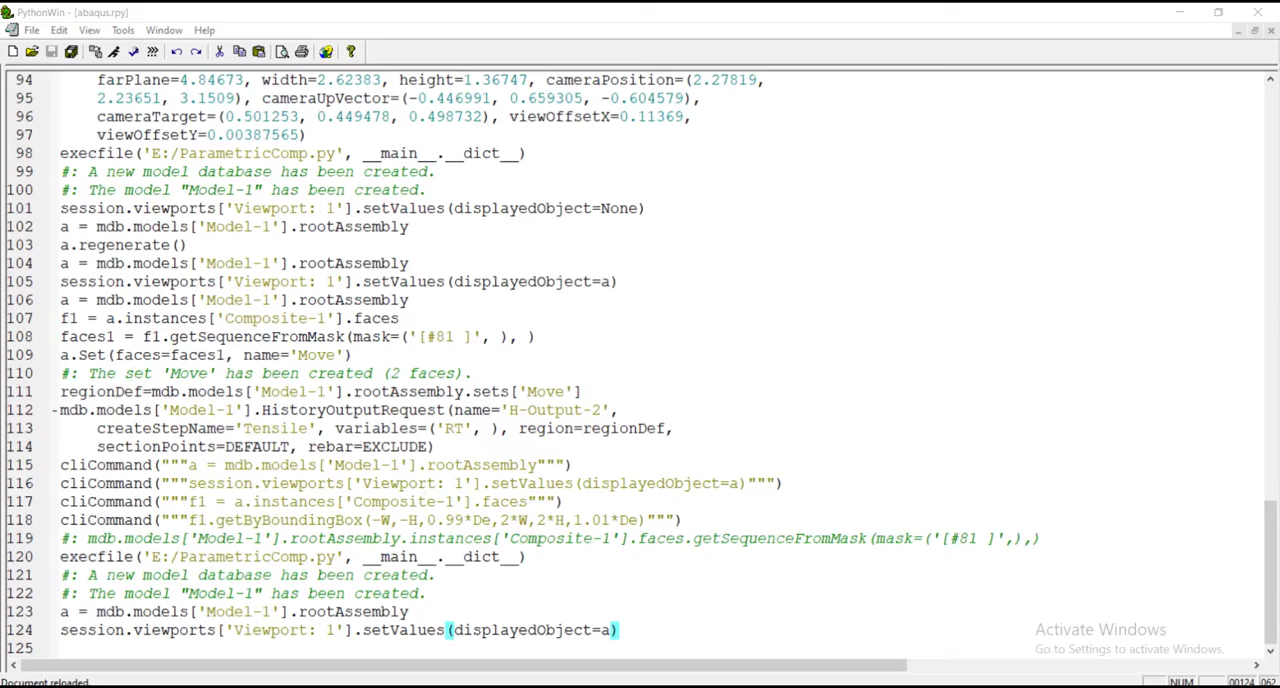 PythonWin - [abaqus.rpy]
File Edit View Tools Window Help
94 farPlane=4.84673, width=2.62383, height=1.36747, cameraPosition=(2.27819,
95 2.23651, 3.1509), cameraUpVector=(-0.446991, 0.659305, -0.604579),
96 cameraTarget=(0.501253, 0.449478, 0.498732), viewOffsetX=0.11369,
97 viewOffsetY=0.00387565)
98 execfile('E:/ParametricComp.py', __main__.__dict__)
99 #: A new model database has been created.
100 #: The model "Model-1" has been created.
101 session.viewports['Viewport: 1'].setValues(displayedObject=None)
102 a = mdb.models['Model-1'].rootAssembly
103 a.regenerate()
104 a = mdb.models['Model-1'].rootAssembly
105 session.viewports['Viewport: 1'].setValues(displayedObject=a)
106 a = mdb.models['Model-1'].rootAssembly
107 f1 = a.instances['Composite-1'].faces
108 faces1 = f1.getSequenceFromMask(mask=('[#81 ]', ), )
109 a.Set(faces=faces1, name='Move')
110 #: The set 'Move' has been created (2 faces).
111 regionDef=mdb.models['Model-1'].rootAssembly.sets['Move']
112 -mdb.models['Model-1'].HistoryOutputRequest(name='H-Output-2',
113 createStepName='Tensile', variables=('RT', ), region=regionDef,
114 sectionPoints=DEFAULT, rebar=EXCLUDE)
115 cliCommand("""a = mdb.models['Model-1'].rootAssembly""")
116 cliCommand("""session.viewports['Viewport: 1'].setValues(displayedObject=a)""")
117 cliCommand("""f1 = a.instances['Composite-1'].faces""")
118 cliCommand("""f1.getByBoundingBox(-W,-H,0.99*De,2*W,2*H,1.01*De)""")
119 #: mdb.models['Model-1'].rootAssembly.instances['Composite-1'].faces.getSequenceFromMask(mask=('[#81 ]',),)
120 execfile('E:/ParametricComp.py', __main__.__dict__)
121 #: A new model database has been created.
122 #: The model "Model-1" has been created.
123 a = mdb.models['Model-1'].rootAssembly
124 session.viewports['Viewport: 1'].setValues(displayedObject=a)
125
Activate Windows
Go to Settings to activate Windows.
Document reloaded. NUM 00124 062